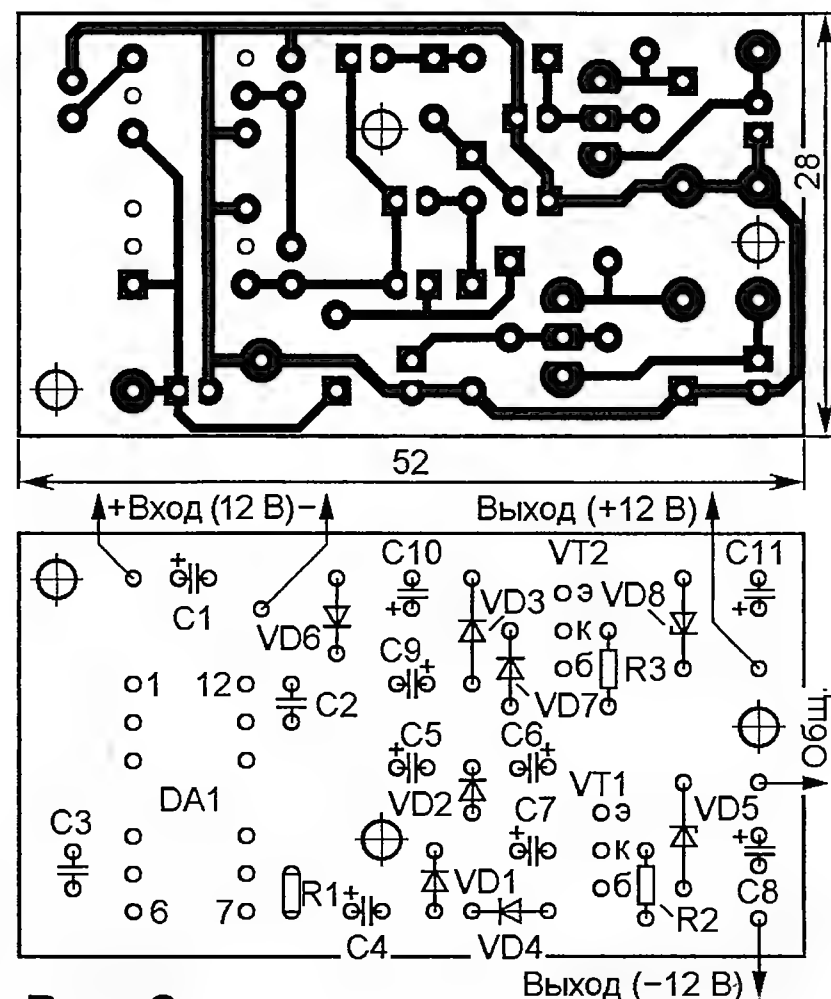 28
52
+Вход (12 В)−
Выход (+12 В)
C10
VT2
C11
C1
VD6
VD3
э
VD8
C9
к
б
R3
1
12
C2
VD7
Общ.
C5
C6
VD2
VT1
DA1
C7
э
VD5
C3
к
VD1
б
C8
6
7
R1
R2
C4
VD4
Выход (−12 В)